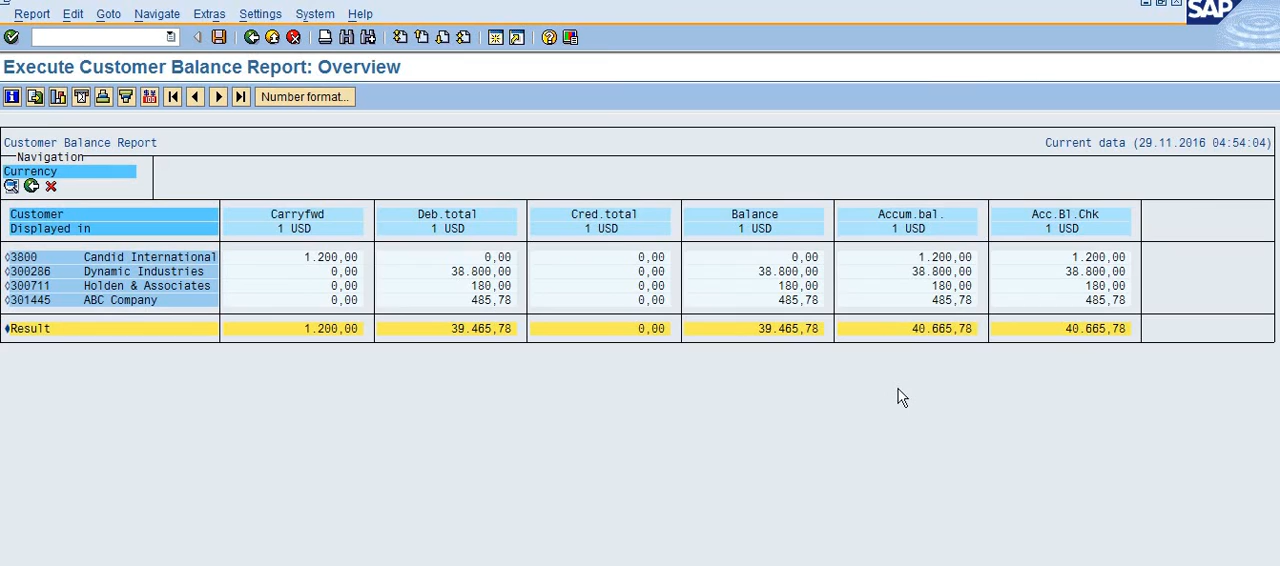 Report Edit Goto Navigate Extras Settings System Help
SAP
Execute Customer Balance Report: Overview
Number format...
Customer Balance Report Current data (29.11.2016 04:54:04)
Navigation
Currency
Customer Carryfwd Deb.total Cred.total Balance Accum.bal. Acc.Bl.Chk
Displayed in 1 USD 1 USD 1 USD 1 USD 1 USD 1 USD
3800 Candid International 1.200,00 0,00 0,00 0,00 1.200,00 1.200,00
300286 Dynamic Industries 0,00 38.800,00 0,00 38.800,00 38.800,00 38.800,00
300711 Holden & Associates 0,00 180,00 0,00 180,00 180,00 180,00
301445 ABC Company 0,00 485,78 0,00 485,78 485,78 485,78
Result 1.200,00 39.465,78 0,00 39.465,78 40.665,78 40.665,78